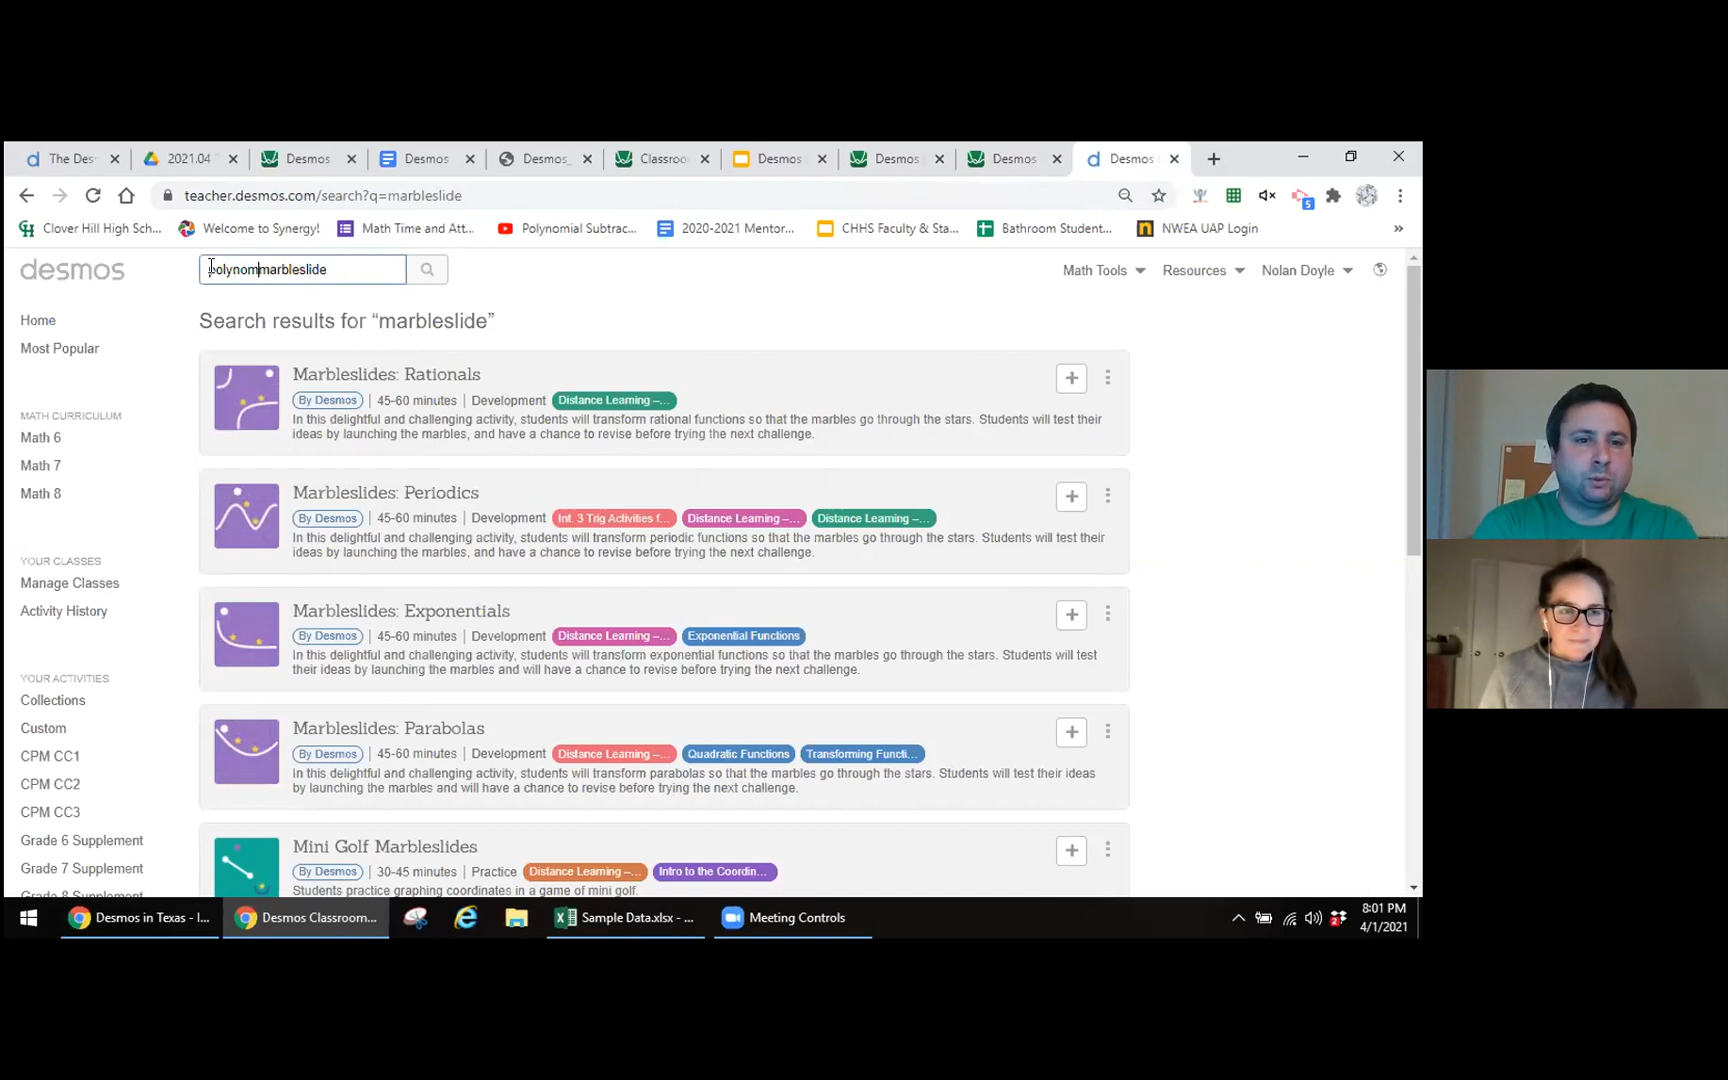 The Des
2021.04
Desmos
Desmos
Desmos_
Classroo
Desmos
Desmos
Desmos
Desmos
teacher.desmos.com/search?q=marbleslide
5
Clover Hill High Sch...
Welcome to Synergy!
Math Time and Att...
Polynomial Subtrac...
2020-2021 Mentor...
CHHS Faculty & Sta...
Bathroom Student...
NWEA UAP Login
»
desmos
polynommarbleslide
Math Tools
Resources
Nolan Doyle
Home
Most Popular
MATH CURRICULUM
Math 6
Math 7
Math 8
YOUR CLASSES
Manage Classes
Activity History
YOUR ACTIVITIES
Collections
Custom
CPM CC1
CPM CC2
CPM CC3
Grade 6 Supplement
Grade 7 Supplement
Grade 8 Supplement
Search results for “marbleslide”
Marbleslides: Rationals
By Desmos | 45-60 minutes | Development Distance Learning –...
In this delightful and challenging activity, students will transform rational functions so that the marbles go through the stars. Students will test their
ideas by launching the marbles, and have a chance to revise before trying the next challenge.
Marbleslides: Periodics
By Desmos | 45-60 minutes | Development Int. 3 Trig Activities f... Distance Learning –... Distance Learning –...
In this delightful and challenging activity, students will transform periodic functions so that the marbles go through the stars. Students will test their
ideas by launching the marbles, and have a chance to revise before trying the next challenge.
Marbleslides: Exponentials
By Desmos | 45-60 minutes | Development Distance Learning –... Exponential Functions
In this delightful and challenging activity, students will transform exponential functions so that the marbles go through the stars. Students will test
their ideas by launching the marbles and will have a chance to revise before trying the next challenge.
Marbleslides: Parabolas
By Desmos | 45-60 minutes | Development Distance Learning –... Quadratic Functions Transforming Functi...
In this delightful and challenging activity, students will transform parabolas so that the marbles go through the stars. Students will test their ideas
by launching the marbles and will have a chance to revise before trying the next challenge.
Mini Golf Marbleslides
By Desmos | 30-45 minutes | Practice Distance Learning –... Intro to the Coordin...
Students practice graphing coordinates in a game of mini golf.
Desmos in Texas - I...
Desmos Classroom...
Sample Data.xlsx - ...
Meeting Controls
2
8:01 PM
4/1/2021